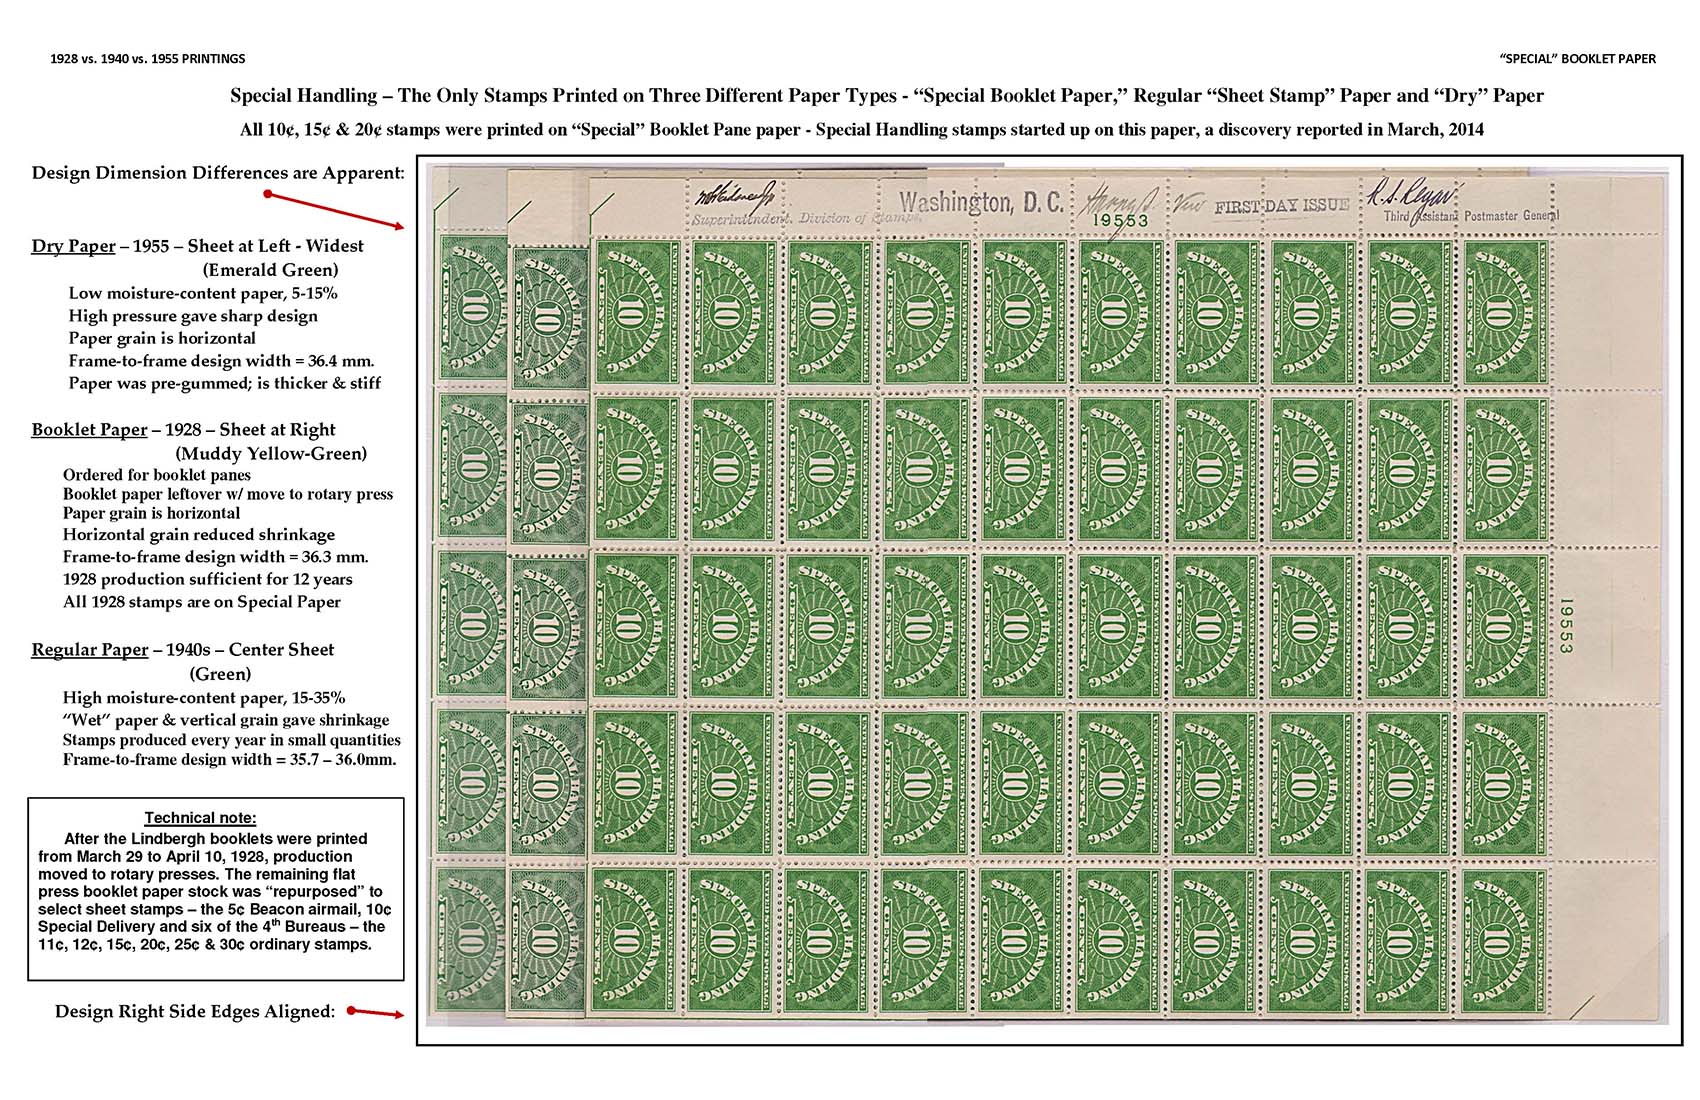 1928 vs. 1940 vs. 1955 PRINTINGS
“SPECIAL” BOOKLET PAPER
Special Handling – The Only Stamps Printed on Three Different Paper Types - “Special Booklet Paper,” Regular “Sheet Stamp” Paper and “Dry” Paper
All 10¢, 15¢ & 20¢ stamps were printed on “Special” Booklet Pane paper - Special Handling stamps started up on this paper, a discovery reported in March, 2014
Design Dimension Differences are Apparent:
Dry Paper – 1955 – Sheet at Left - Widest
(Emerald Green)
Low moisture-content paper, 5-15%
High pressure gave sharp design
Paper grain is horizontal
Frame-to-frame design width = 36.4 mm.
Paper was pre-gummed; is thicker & stiff
Booklet Paper – 1928 – Sheet at Right
(Muddy Yellow-Green)
Ordered for booklet panes
Booklet paper leftover w/ move to rotary press
Paper grain is horizontal
Horizontal grain reduced shrinkage
Frame-to-frame design width = 36.3 mm.
1928 production sufficient for 12 years
All 1928 stamps are on Special Paper
Regular Paper – 1940s – Center Sheet
(Green)
High moisture-content paper, 15-35%
“Wet” paper & vertical grain gave shrinkage
Stamps produced every year in small quantities
Frame-to-frame design width = 35.7 – 36.0mm.
Technical note:
After the Lindbergh booklets were printed
from March 29 to April 10, 1928, production
moved to rotary presses. The remaining flat
press booklet paper stock was “repurposed” to
select sheet stamps – the 5¢ Beacon airmail, 10¢
Special Delivery and six of the 4th Bureaus – the
11¢, 12¢, 15¢, 20¢, 25¢ & 30¢ ordinary stamps.
Design Right Side Edges Aligned:
Superintendent, Division of Stamps,
Washington, D. C.
19553
FIRST DAY ISSUE
Third Assistant Postmaster General
SPECIAL HANDLING
10
19553